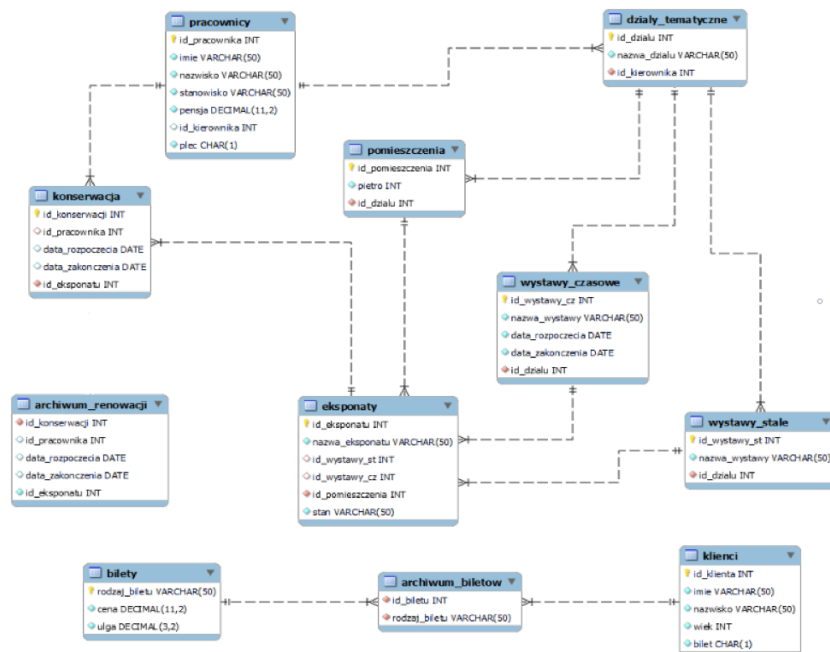 pracownicy
id_pracownika INT
imie VARCHAR(50)
nazwisko VARCHAR(50)
stanowisko VARCHAR(50)
pensja DECIMAL(11,2)
id_kierownika INT
plec CHAR(1)
dzialy_tematyczne
id_dzialu INT
nazwa_dzialu VARCHAR(50)
id_kierownika INT
pomieszczenia
id_pomieszczenia INT
pietro INT
id_dzialu INT
konserwacja
id_konserwacji INT
id_pracownika INT
data_rozpoczecia DATE
data_zakonczenia DATE
id_eksponatu INT
wystawy_czasowe
id_wystawy_cz INT
nazwa_wystawy VARCHAR(50)
data_rozpoczecia DATE
data_zakonczenia DATE
id_dzialu INT
archiwum_renowacji
id_konserwacji INT
id_pracownika INT
data_rozpoczecia DATE
data_zakonczenia DATE
id_eksponatu INT
eksponaty
id_eksponatu INT
nazwa_eksponatu VARCHAR(50)
id_wystawy_st INT
id_wystawy_cz INT
id_pomieszczenia INT
stan VARCHAR(50)
wystawy_stale
id_wystawy_st INT
nazwa_wystawy VARCHAR(50)
id_dzialu INT
bilety
rodzaj_biletu VARCHAR(50)
cena DECIMAL(11,2)
ulga DECIMAL(3,2)
archiwum_biletow
id_biletu INT
rodzaj_biletu VARCHAR(50)
klienci
id_klienta INT
imie VARCHAR(50)
nazwisko VARCHAR(50)
wiek INT
bilet CHAR(1)